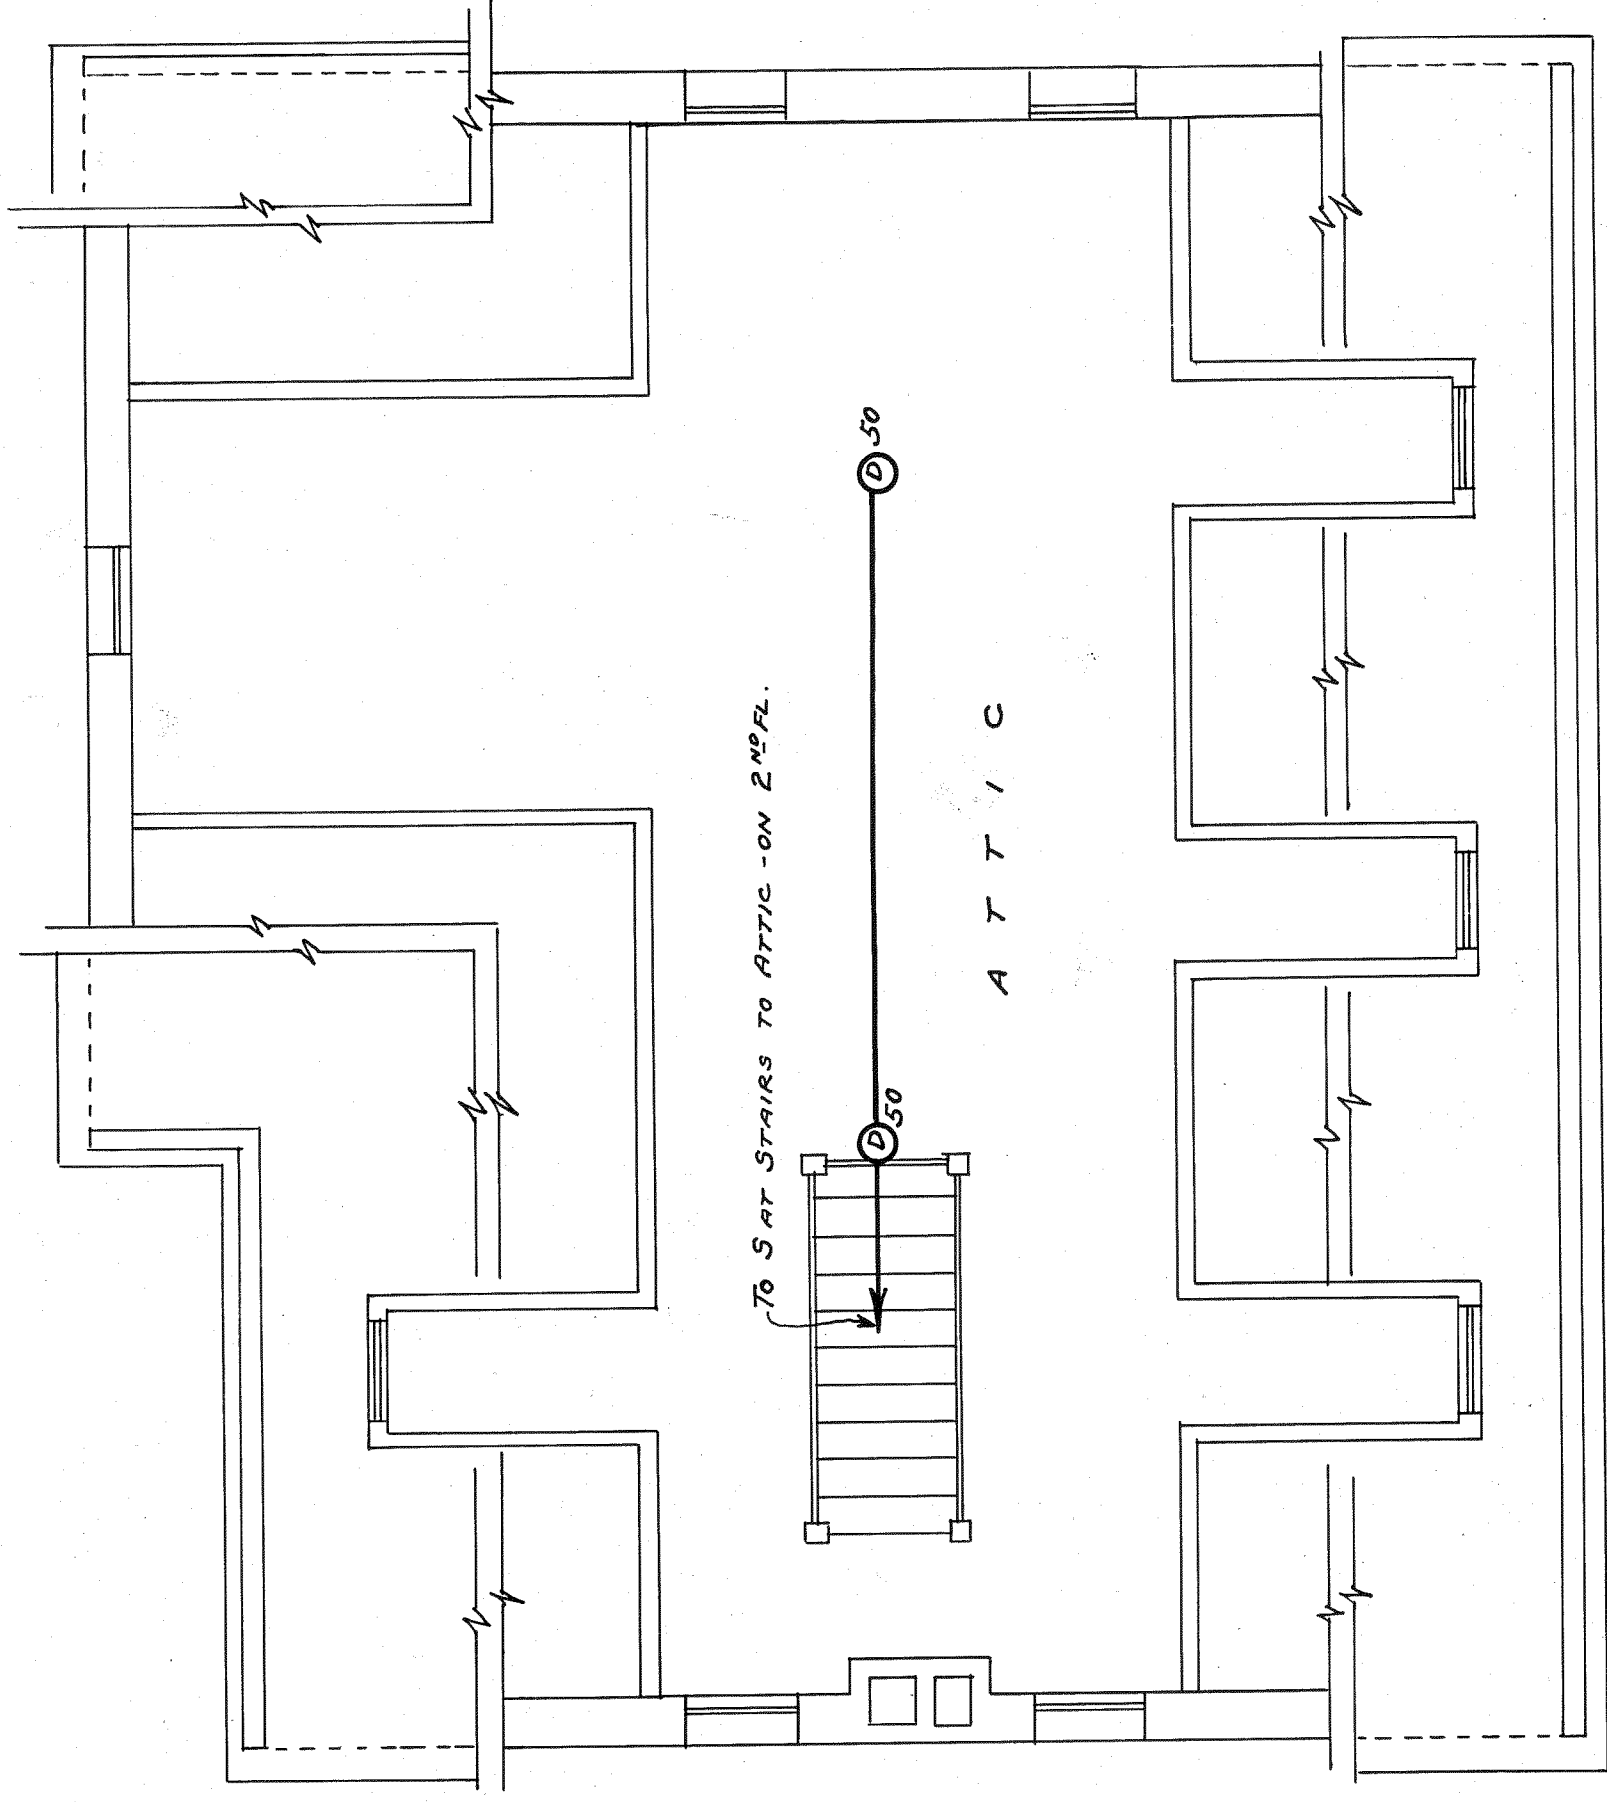 TO S AT STAIRS TO ATTIC - ON 2ND FL.
ATTIC
D 50
D 50